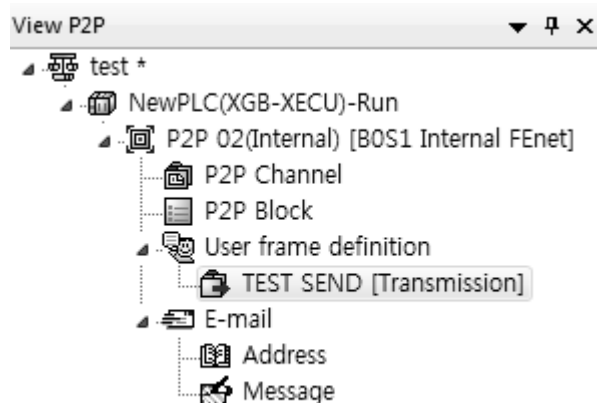 View P2P
test *
NewPLC(XGB-XECU)-Run
P2P 02(Internal) [B0S1 Internal FEnet]
P2P Channel
P2P Block
User frame definition
TEST SEND [Transmission]
E-mail
Address
Message